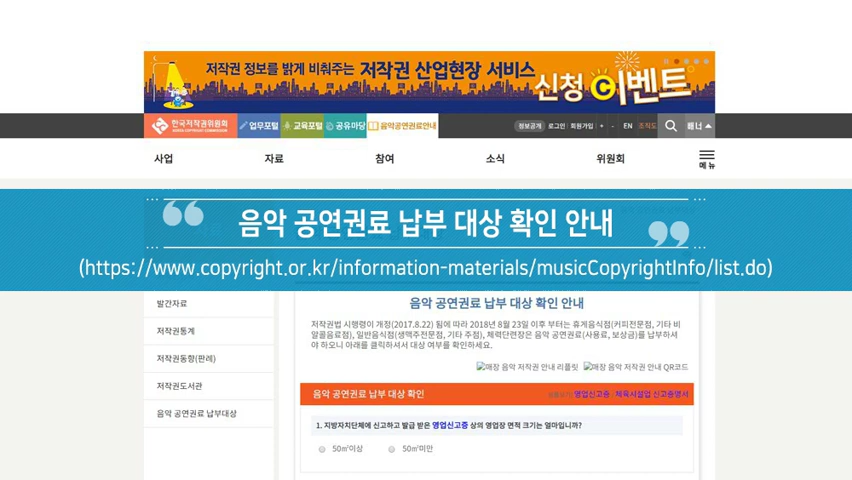 저작권 정보를 밝게 비춰주는 저작권 산업현장 서비스 신청 이벤트
한국저작권위원회 업무포털 교육포털 공유마당 음악공연권료안내 정보공개 로그인 회원가입 + - EN 조직도 배너
KOREA COPYRIGHT COMMISSION
사업 자료 참여 소식 위원회 메뉴
음악 공연권료 납부 대상 확인 안내
(https://www.copyright.or.kr/information-materials/musicCopyrightInfo/list.do)
발간자료
저작권통계
저작권동향(판례)
저작권도서관
음악 공연권료 납부대상
음악 공연권료 납부 대상 확인 안내
저작권법 시행령이 개정(2017.8.22) 됨에 따라 2018년 8월 23일 이후 부터는 휴게음식점(커피전문점, 기타 비
알콜음료점), 일반음식점(생맥주전문점, 기타 주점), 체력단련장은 음악 공연권료(사용료, 보상금)를 납부하셔
야 하오니 아래를 클릭하셔서 대상 여부를 확인하세요.
매장 음악 저작권 안내 리플릿 매장 음악 저작권 안내 QR코드
음악 공연권료 납부 대상 확인 영업신고증 / 체육시설업 신고증명서
1. 지방자치단체에 신고하고 발급 받은 영업신고증 상의 영업장 면적 크기는 얼마입니까?
50㎡이상 50㎡미만